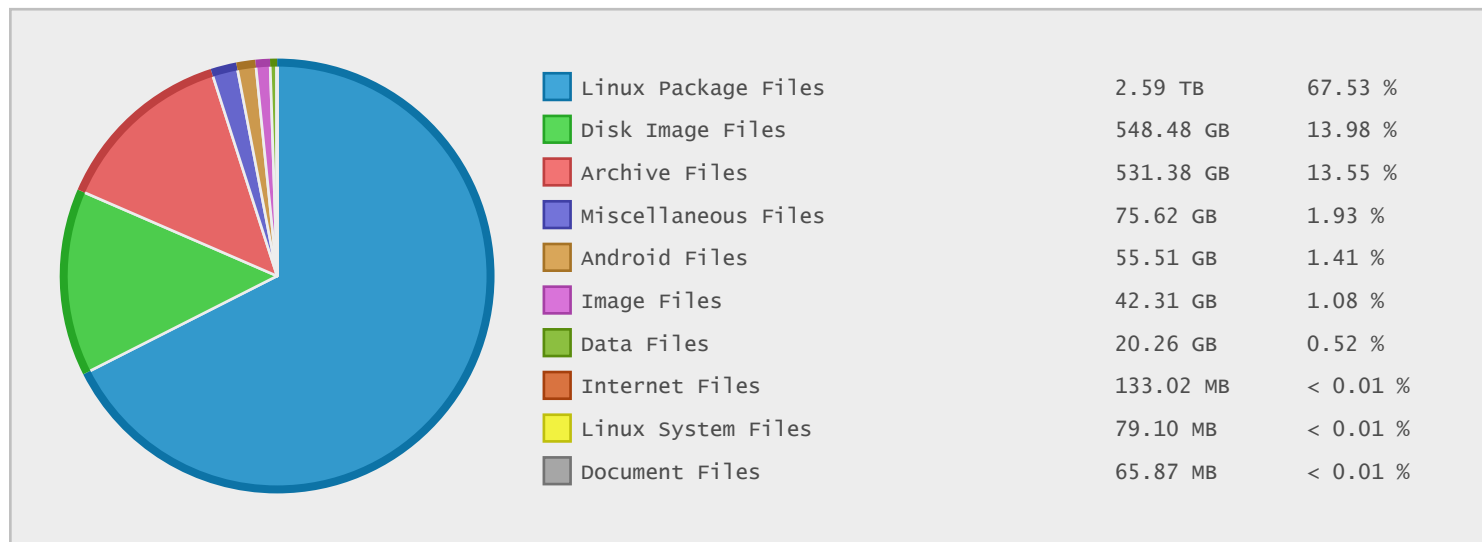 Linux Package Files 2.59 TB 67.53 %
Disk Image Files 548.48 GB 13.98 %
Archive Files 531.38 GB 13.55 %
Miscellaneous Files 75.62 GB 1.93 %
Android Files 55.51 GB 1.41 %
Image Files 42.31 GB 1.08 %
Data Files 20.26 GB 0.52 %
Internet Files 133.02 MB < 0.01 %
Linux System Files 79.10 MB < 0.01 %
Document Files 65.87 MB < 0.01 %